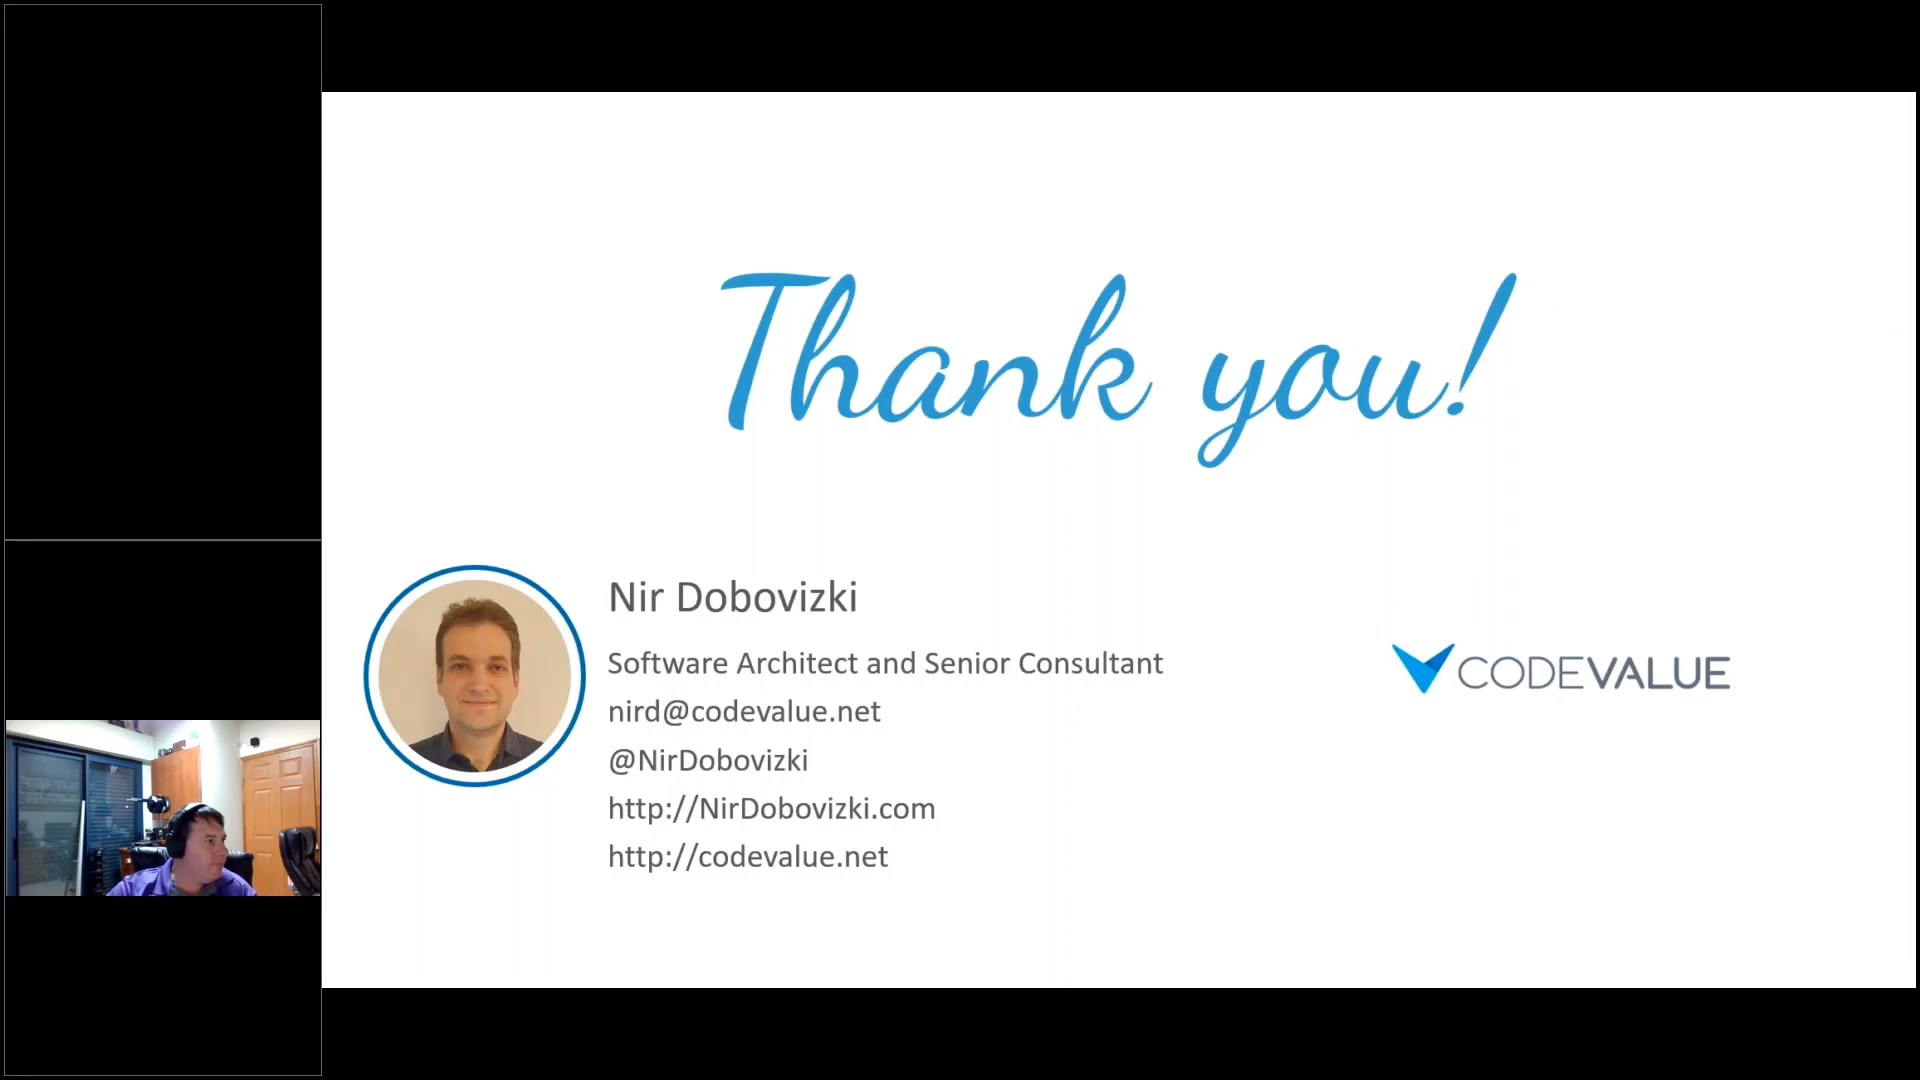 Thank you!
Nir Dobovizki
Software Architect and Senior Consultant
nird@codevalue.net
@NirDobovizki
http://NirDobovizki.com
http://codevalue.net
CODEVALUE